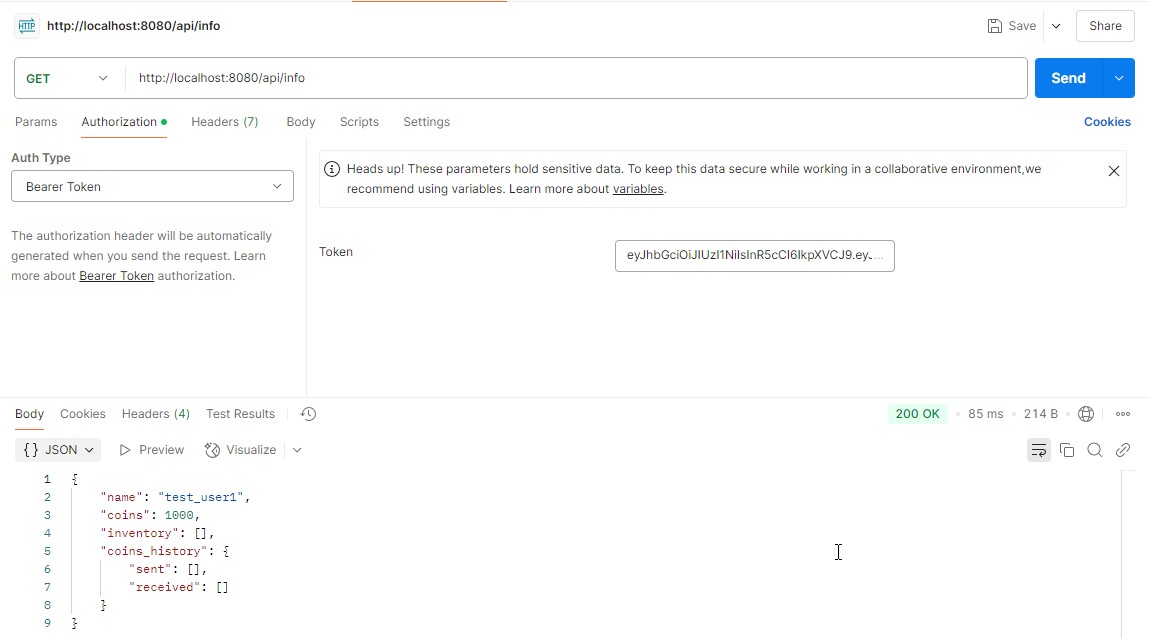 HTTP http://localhost:8080/api/info
Save
Share
GET
http://localhost:8080/api/info
Send
Params
Authorization
Headers (7)
Body
Scripts
Settings
Cookies
Auth Type
Bearer Token
The authorization header will be automatically
generated when you send the request. Learn
more about Bearer Token authorization.
Heads up! These parameters hold sensitive data. To keep this data secure while working in a collaborative environment,we
recommend using variables. Learn more about variables.
Token
eyJhbGciOiJIUzI1NiIsInR5cCI6IkpXVCJ9.ey...
Body
Cookies
Headers (4)
Test Results
200 OK
85 ms
214 B
{} JSON
Preview
Visualize
1 {
2 "name": "test_user1",
3 "coins": 1000,
4 "inventory": [],
5 "coins_history": {
6 "sent": [],
7 "received": []
8 }
9 }